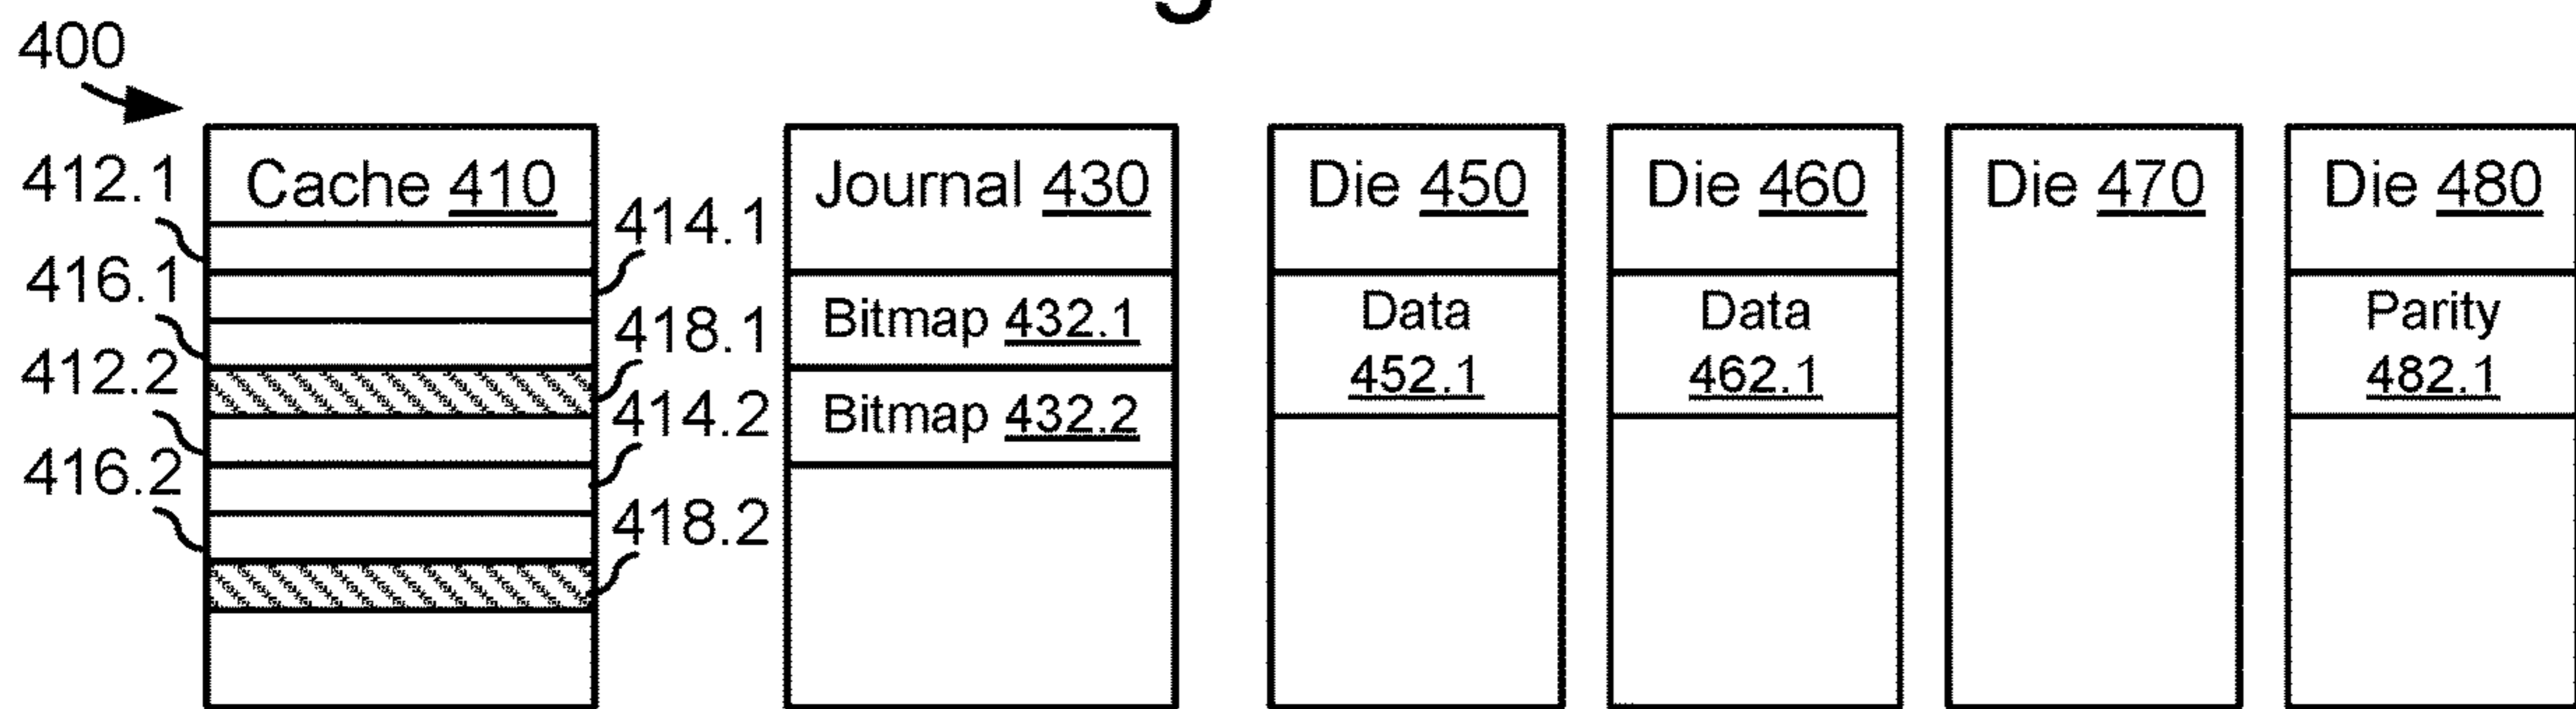 400
412.1
416.1
412.2
416.2
Cache 410
414.1
418.1
414.2
418.2
Journal 430
Bitmap 432.1
Bitmap 432.2
Die 450
Data
452.1
Die 460
Data
462.1
Die 470
Die 480
Parity
482.1